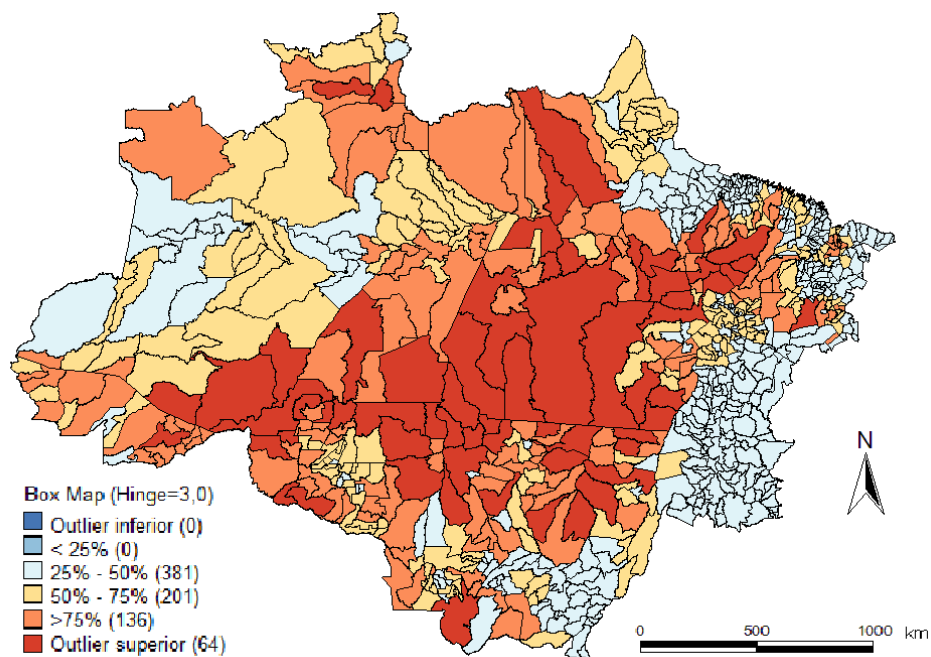 N
Box Map (Hinge=3,0)
Outlier inferior (0)
< 25% (0)
25% - 50% (381)
50% - 75% (201)
>75% (136)
Outlier superior (64)
0 500 1000 km